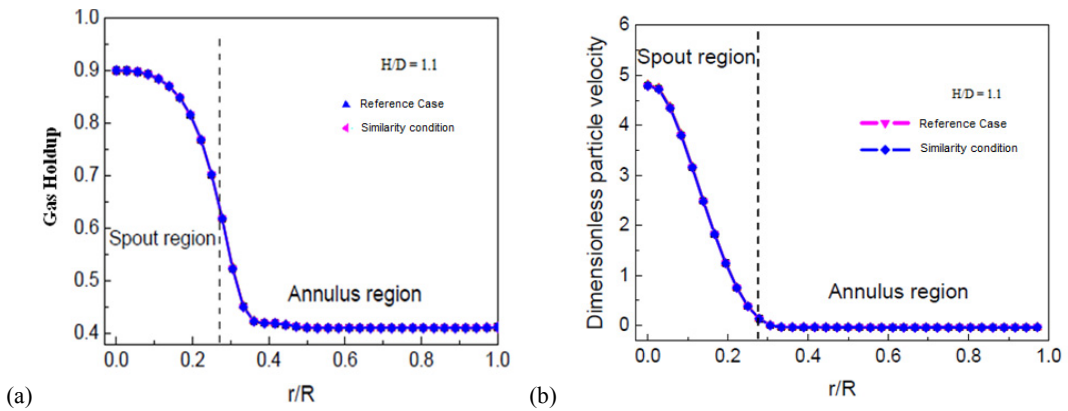 (a)
Gas Holdup
1.0
0.9
0.8
0.7
0.6
0.5
0.4
H/D = 1.1
Reference Case
Similarity condition
Spout region
Annulus region
0.0 0.2 0.4 0.6 0.8 1.0
r/R
(b)
Dimensionless particle velocity
6
5
4
3
2
1
0
Spout region
H/D = 1.1
Reference Case
Similarity condition
Annulus region
0.0 0.2 0.4 0.6 0.8 1.0
r/R